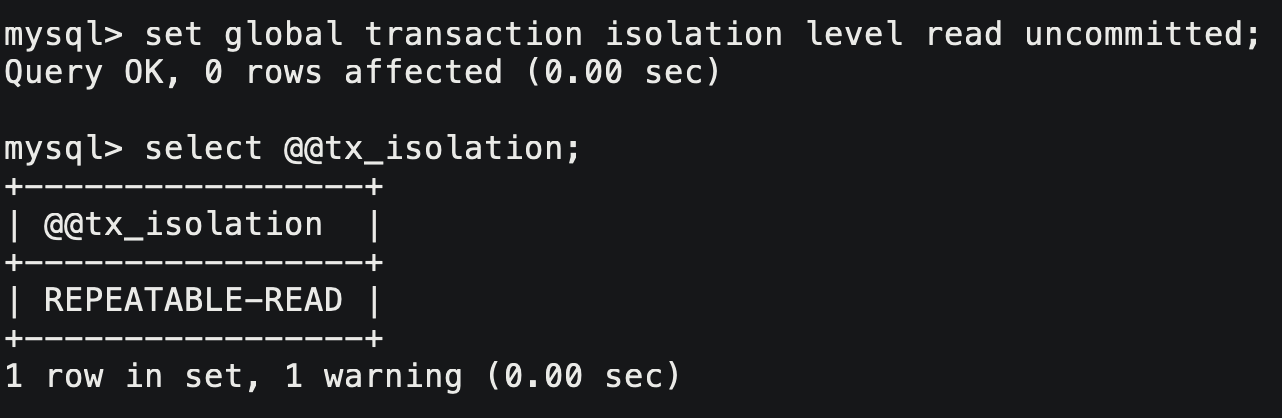 mysql> set global transaction isolation level read uncommitted;
Query OK, 0 rows affected (0.00 sec)
mysql> select @@tx_isolation;
+-----------------+
| @@tx_isolation  |
+-----------------+
| REPEATABLE-READ |
+-----------------+
1 row in set, 1 warning (0.00 sec)